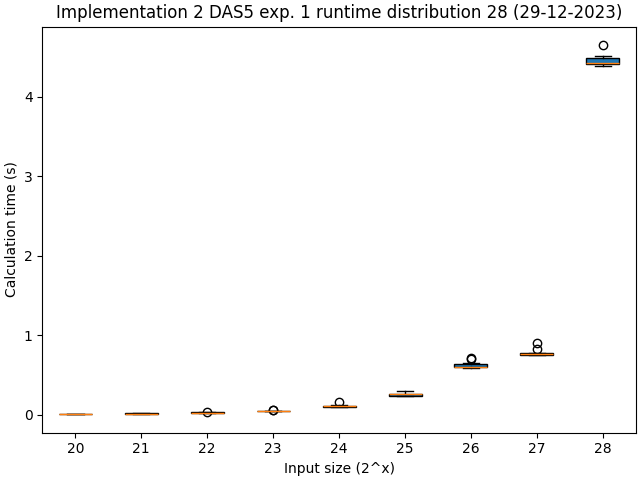 Implementation 2 DAS5 exp. 1 runtime distribution 28 (29-12-2023)
Calculation time (s)
4
3
2
1
0
20 21 22 23 24 25 26 27 28
Input size (2^x)